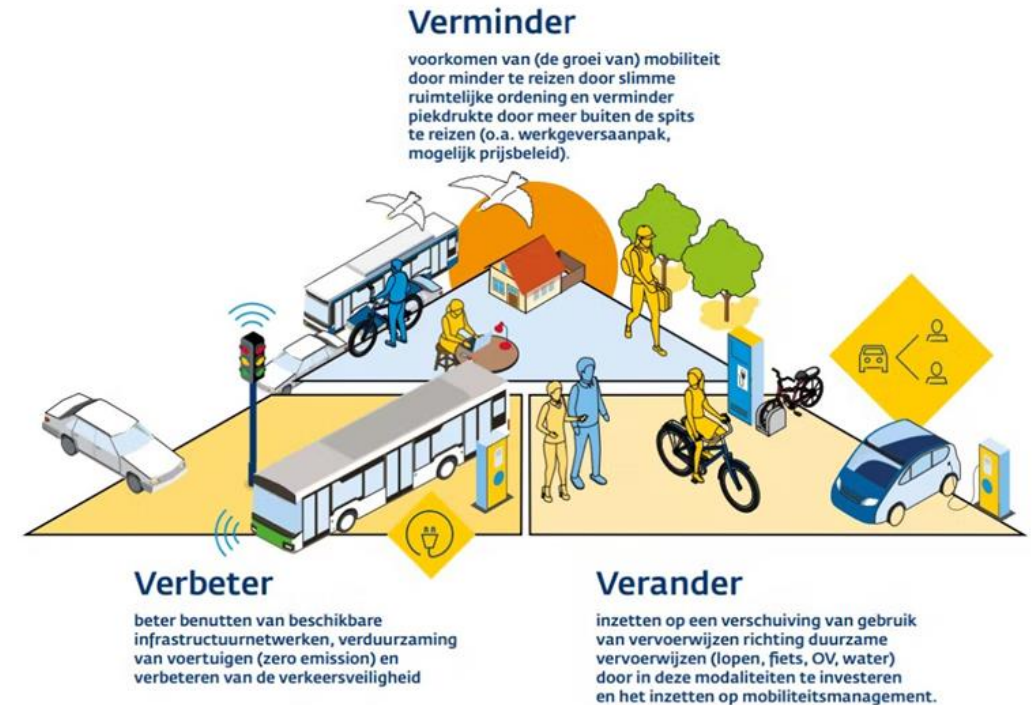 Verminder
voorkomen van (de groei van) mobiliteit
door minder te reizen door slimme
ruimtelijke ordening en verminder
piekdrukte door meer buiten de spits
te reizen (o.a. werkgeversaanpak,
mogelijk prijsbeleid).
Verbeter
beter benutten van beschikbare
infrastructuurnetwerken, verduurzaming
van voertuigen (zero emission) en
verbeteren van de verkeersveiligheid
Verander
inzetten op een verschuiving van gebruik
van vervoerwijzen richting duurzame
vervoerwijzen (lopen, fiets, OV, water)
door in deze modaliteiten te investeren
en het inzetten op mobiliteitsmanagement.